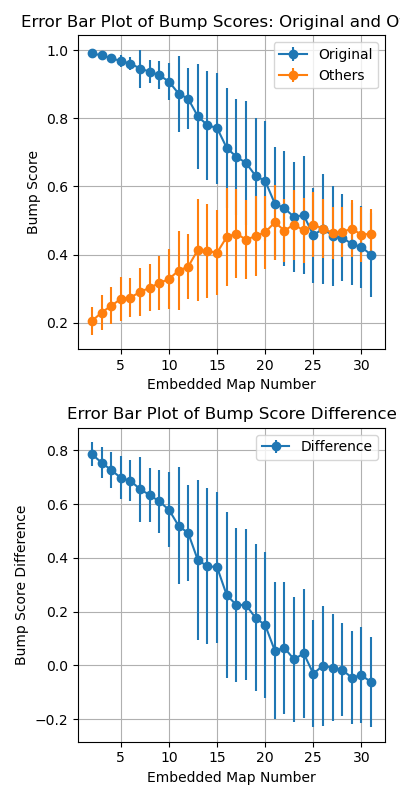 Error Bar Plot of Bump Scores: Original and O
1.0
0.8
0.6
0.4
0.2
Bump Score
Original
Others
5 10 15 20 25 30
Embedded Map Number
Error Bar Plot of Bump Score Difference
0.8
0.6
0.4
0.2
0.0
−0.2
Bump Score Difference
Difference
5 10 15 20 25 30
Embedded Map Number